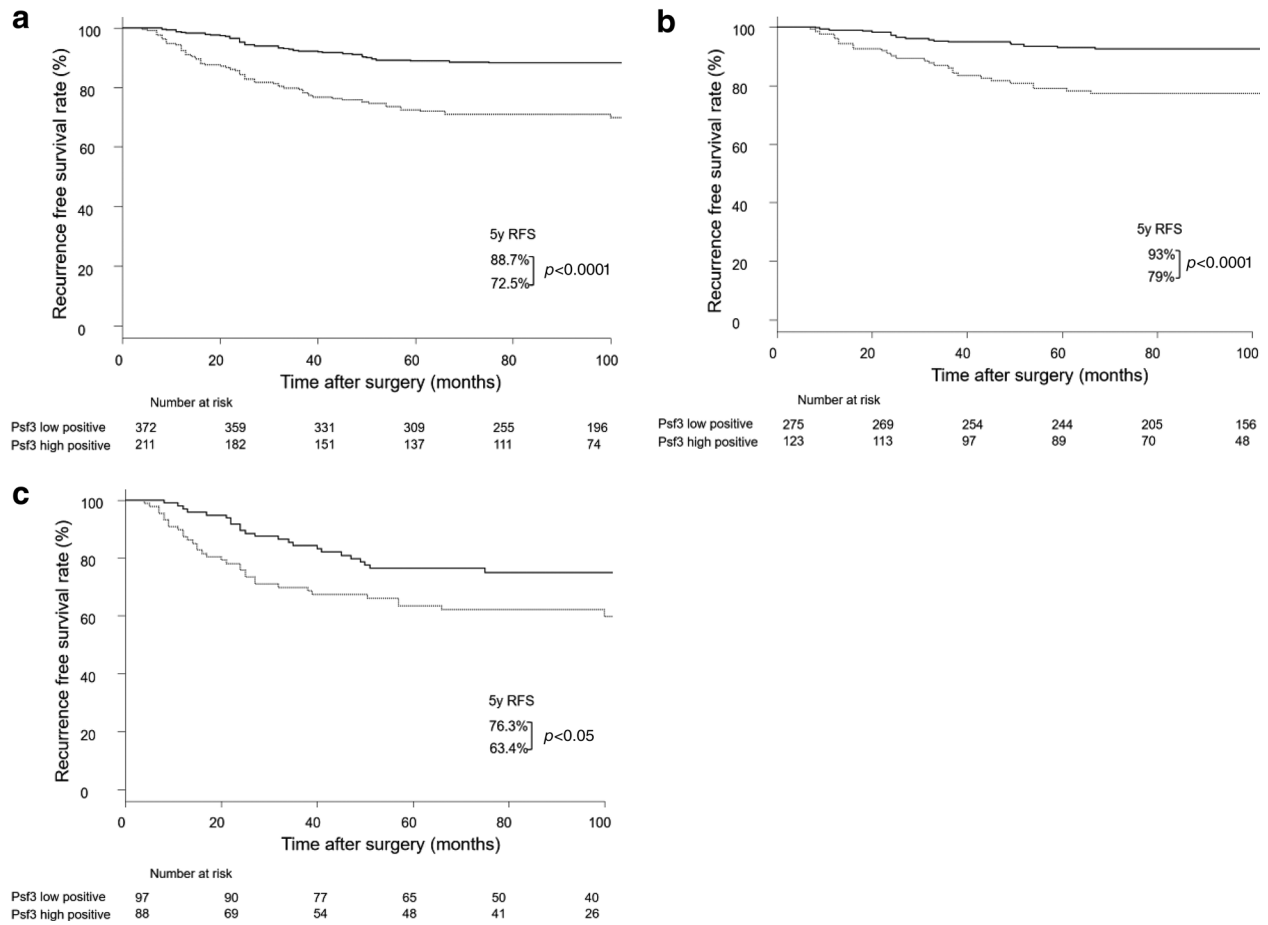 a
Recurrence free survival rate (%)
100
80
60
40
20
0
5y RFS
88.7%
72.5%
p<0.0001
0 20 40 60 80 100
Time after surgery (months)
Number at risk
Psf3 low positive 372 359 331 309 255 196
Psf3 high positive 211 182 151 137 111 74
b
Recurrence free survival rate (%)
100
80
60
40
20
0
5y RFS
93%
79%
p<0.0001
0 20 40 60 80 100
Time after surgery (months)
Number at risk
Psf3 low positive 275 269 254 244 205 156
Psf3 high positive 123 113 97 89 70 48
c
Recurrence free survival rate (%)
100
80
60
40
20
0
5y RFS
76.3%
63.4%
p<0.05
0 20 40 60 80 100
Time after surgery (months)
Number at risk
Psf3 low positive 97 90 77 65 50 40
Psf3 high positive 88 69 54 48 41 26